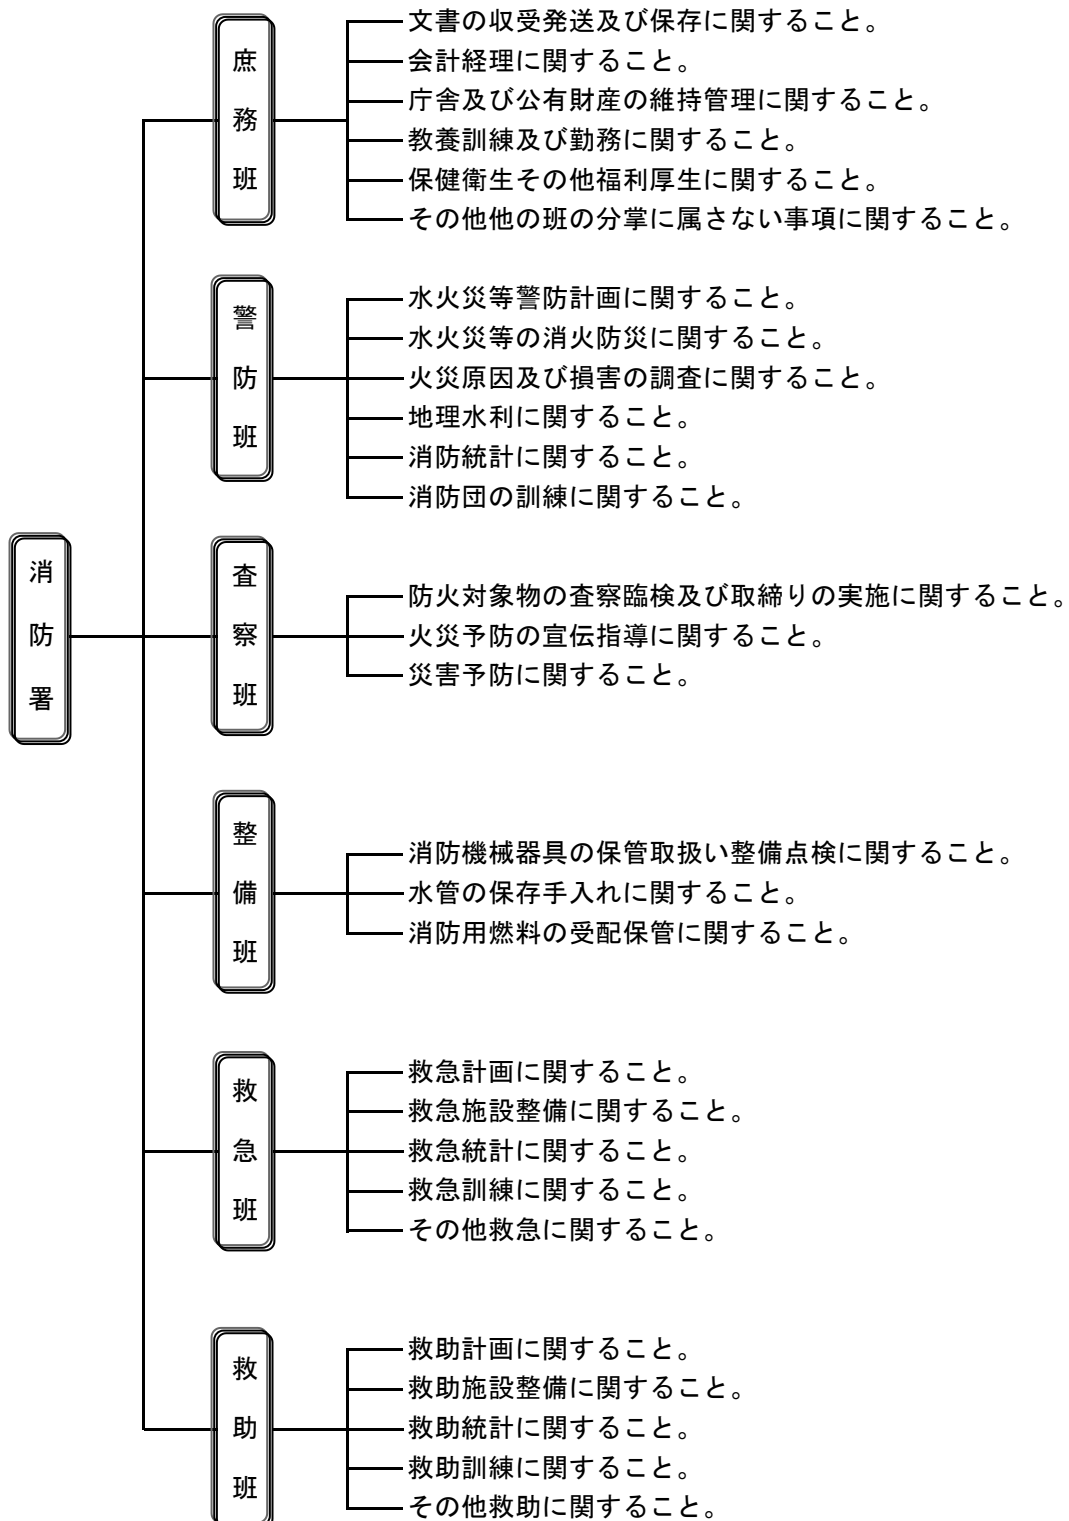 消防署
庶務班
文書の収受発送及び保存に関すること。
会計経理に関すること。
庁舎及び公有財産の維持管理に関すること。
教養訓練及び勤務に関すること。
保健衛生その他福利厚生に関すること。
その他他の班の分掌に属さない事項に関すること。
警防班
水火災等警防計画に関すること。
水火災等の消火防災に関すること。
火災原因及び損害の調査に関すること。
地理水利に関すること。
消防統計に関すること。
消防団の訓練に関すること。
査察班
防火対象物の査察臨検及び取締りの実施に関すること。
火災予防の宣伝指導に関すること。
災害予防に関すること。
整備班
消防機械器具の保管取扱い整備点検に関すること。
水管の保存手入れに関すること。
消防用燃料の受配保管に関すること。
救急班
救急計画に関すること。
救急施設整備に関すること。
救急統計に関すること。
救急訓練に関すること。
その他救急に関すること。
救助班
救助計画に関すること。
救助施設整備に関すること。
救助統計に関すること。
救助訓練に関すること。
その他救助に関すること。